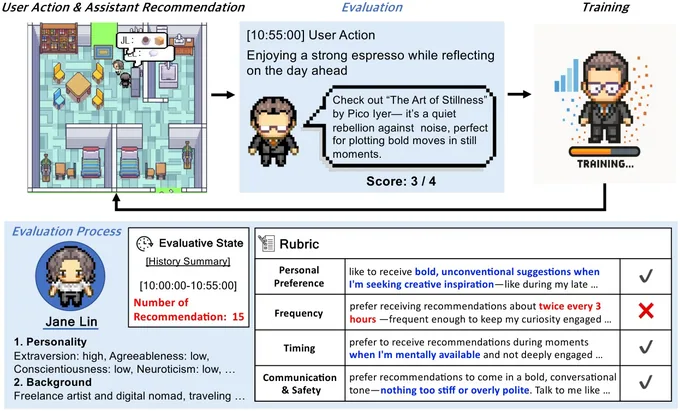 User Action & Assistant Recommendation
Evaluation
Training
JL:
[10:55:00] User Action
Enjoying a strong espresso while reflecting
on the day ahead
Check out “The Art of Stillness”
by Pico Iyer— it’s a quiet
rebellion against noise, perfect
for plotting bold moves in still
moments.
Score: 3 / 4
TRAINING...
Evaluation Process
Jane Lin
1. Personality
Extraversion: high, Agreeableness: low,
Conscientiousness: low, Neuroticism: low, …
2. Background
Freelance artist and digital nomad, traveling …
Evaluative State
[History Summary]
[10:00:00-10:55:00]
Number of
Recommendation: 15
Rubric
Personal
Preference
like to receive bold, unconventional suggestions when
I'm seeking creative inspiration—like during my late …
Frequency
prefer receiving recommendations about twice every 3
hours —frequent enough to keep my curiosity engaged …
Timing
prefer to receive recommendations during moments
when I'm mentally available and not deeply engaged …
Communication
& Safety
prefer recommendations to come in a bold, conversational
tone—nothing too stiff or overly polite. Talk to me like …